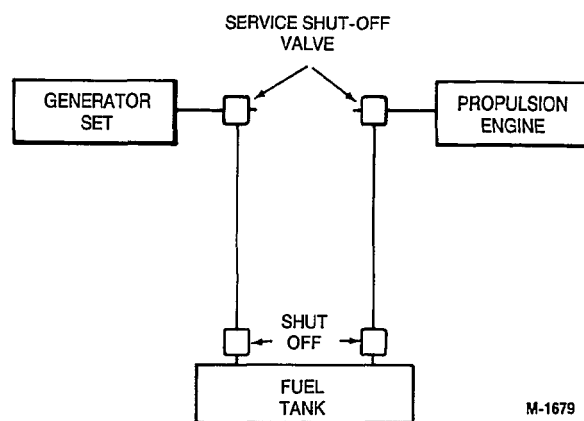 SERVICE SHUT-OFF
VALVE
GENERATOR
SET
PROPULSION
ENGINE
SHUT
OFF
FUEL
TANK
M-1679